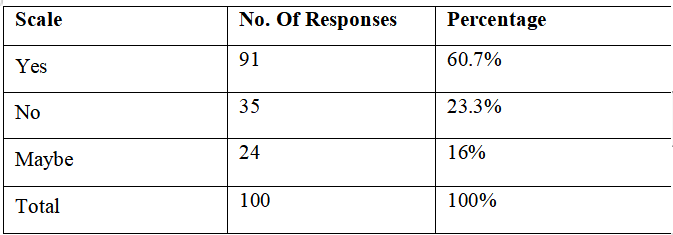 Scale No. Of Responses Percentage
Yes 91 60.7%
No 35 23.3%
Maybe 24 16%
Total 100 100%